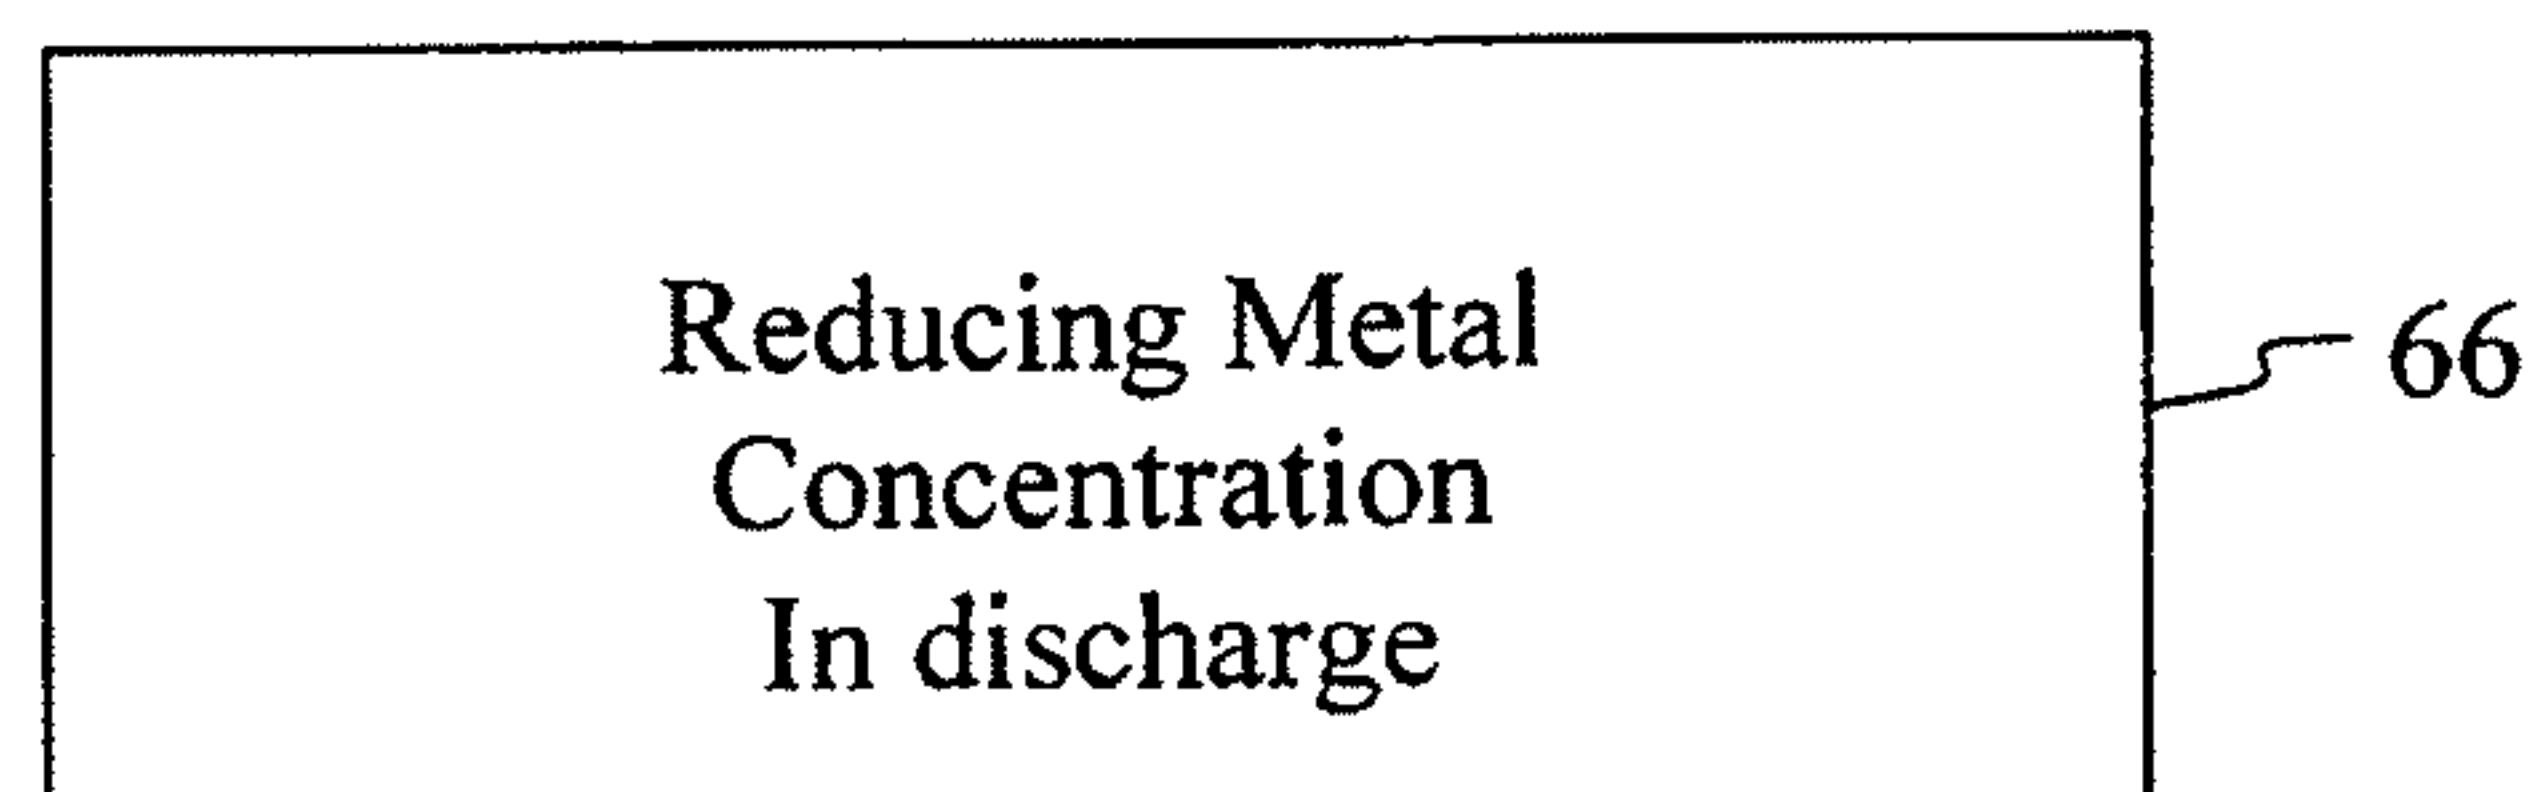 Reducing Metal
Concentration
In discharge
66